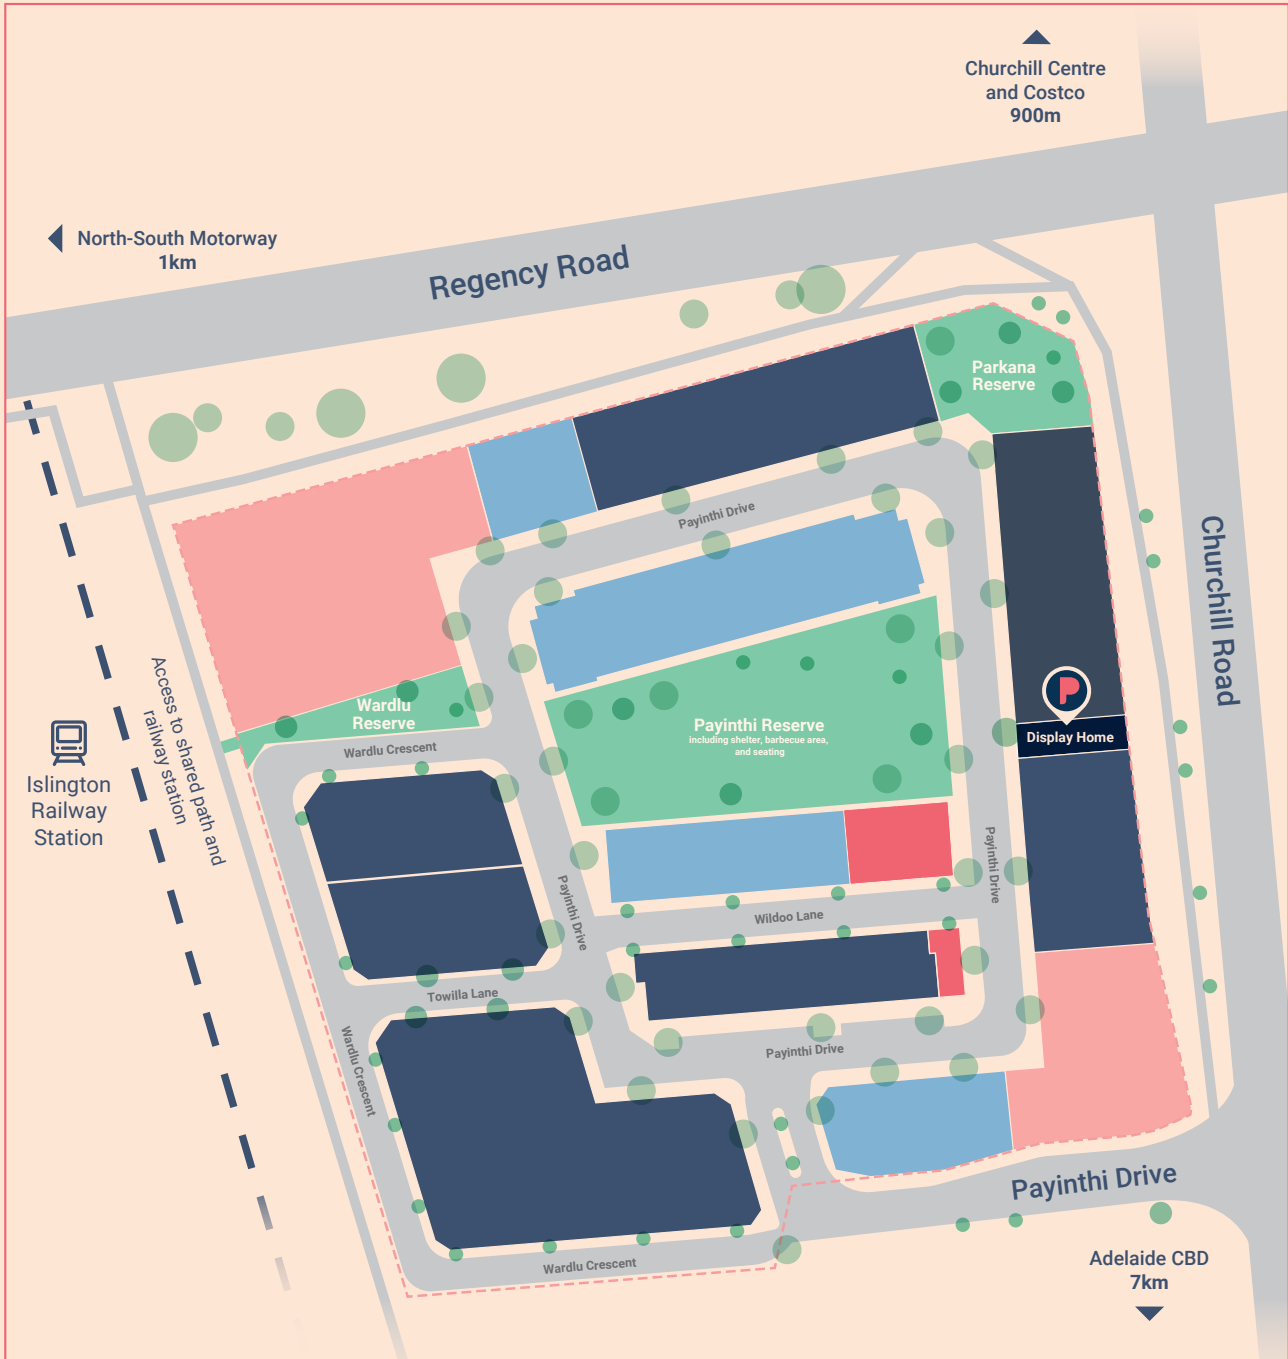 Churchill Centre
and Costco
900m
North-South Motorway
1km
Regency Road
Parkana
Reserve
Payinthi Drive
Churchill Road
Access to shared path and
railway station
Wardlu
Reserve
Wardlu Crescent
Payinthi Reserve
including shelter, barbecue area,
and seating
P
Display Home
Islington
Railway
Station
Payinthi Drive
Payinthi Drive
Wildoo Lane
Towilla Lane
Wardlu Crescent
Payinthi Drive
Payinthi Drive
Wardlu Crescent
Adelaide CBD
7km